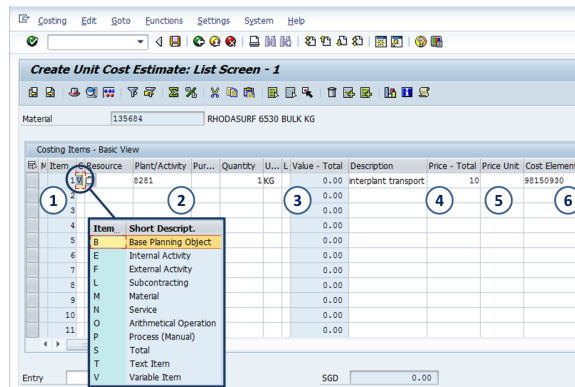 Costing Edit Goto Functions Settings System Help
Create Unit Cost Estimate: List Screen - 1
Material 135684 RHODASURF 6530 BULK KG
Costing Items - Basic View
M Item C Resource Plant/Activity Pur... Quantity U... L Value - Total Description Price - Total Price Unit Cost Element
1 V 8281 1 KG 0.00 interplant transport 10 98150930
1 2 3 4 5 6
2 0.00
3 0.00
4 0.00
5 0.00
6 0.00
7 0.00
8 0.00
9 0.00
10 0.00
11 0.00
Item.. Short Descript.
B Base Planning Object
E Internal Activity
F External Activity
L Subcontracting
M Material
N Service
O Arithmetical Operation
P Process (Manual)
S Total
T Text Item
V Variable Item
Entry SGD 0.00